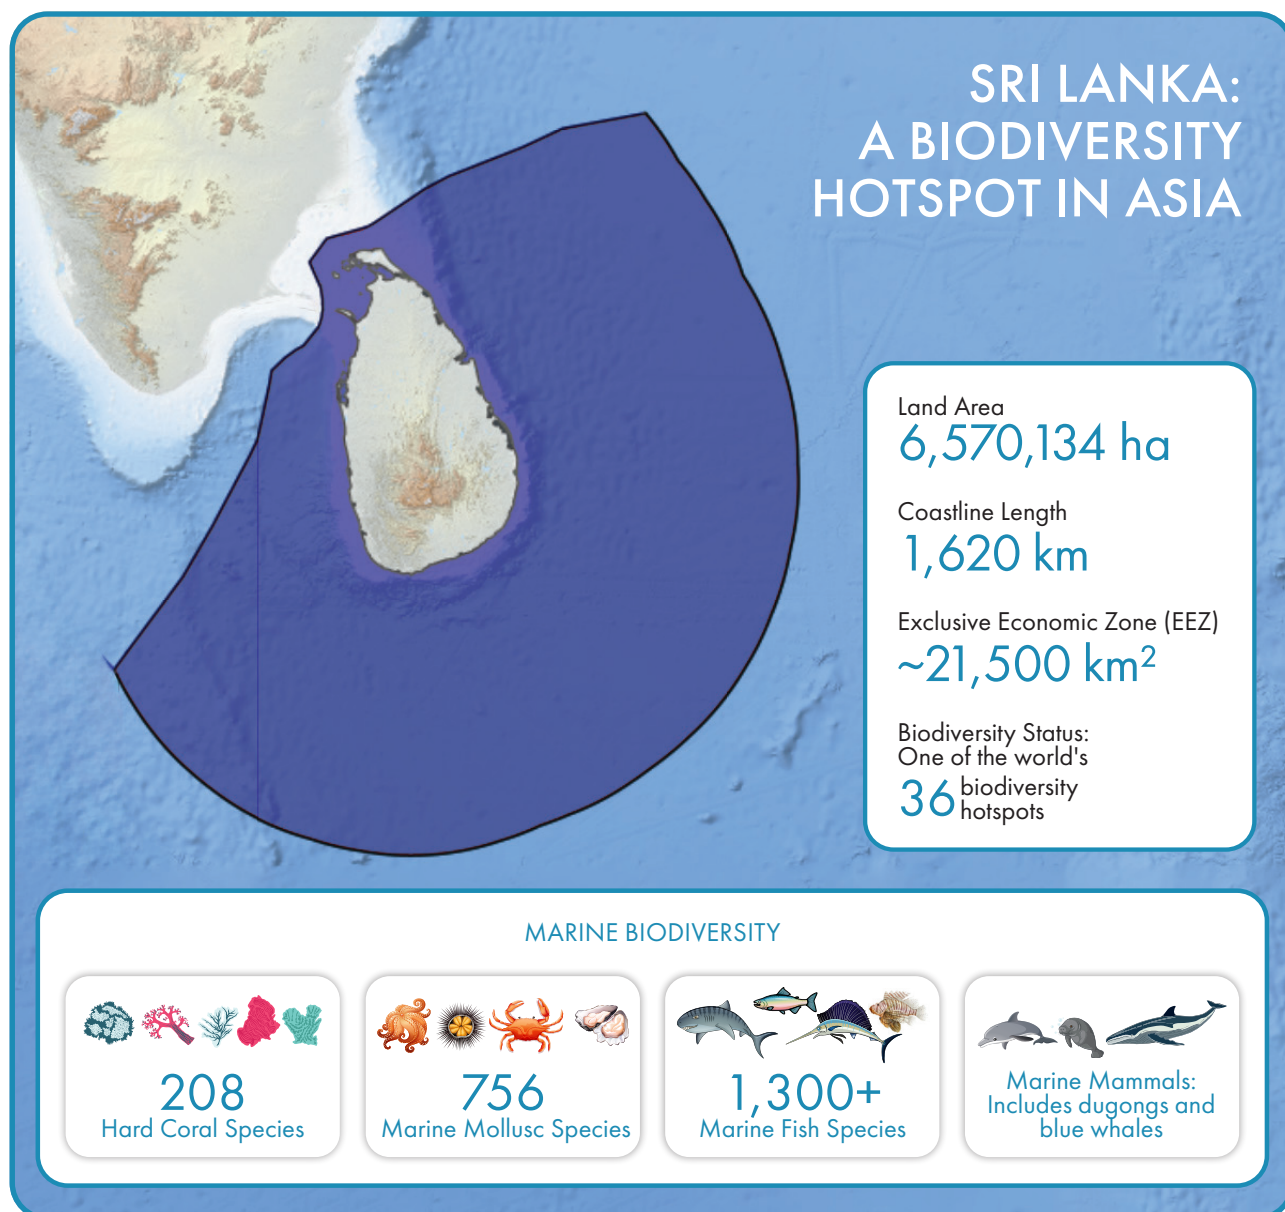 SRI LANKA:
A BIODIVERSITY
HOTSPOT IN ASIA
Land Area
6,570,134 ha
Coastline Length
1,620 km
Exclusive Economic Zone (EEZ)
~21,500 km²
Biodiversity Status:
One of the world's
36 biodiversity
hotspots
MARINE BIODIVERSITY
208
Hard Coral Species
756
Marine Mollusc Species
1,300+
Marine Fish Species
Marine Mammals:
Includes dugongs and
blue whales